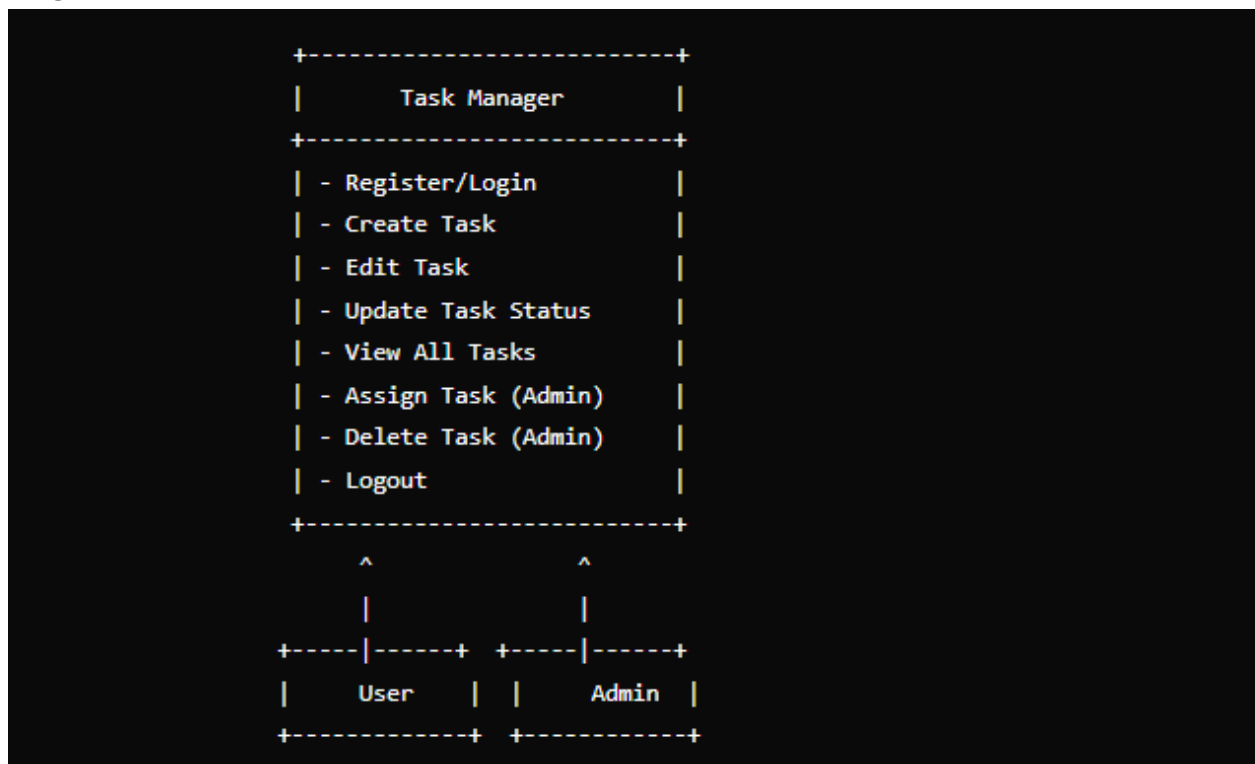 +---------------------------+
|       Task Manager        |
+---------------------------+
| - Register/Login          |
| - Create Task             |
| - Edit Task               |
| - Update Task Status      |
| - View All Tasks          |
| - Assign Task (Admin)     |
| - Delete Task (Admin)     |
| - Logout                  |
+---------------------------+
     ^               ^
     |               |
+-----|------+  +-----|------+
|     User    |  |     Admin  |
+-------------+  +------------+